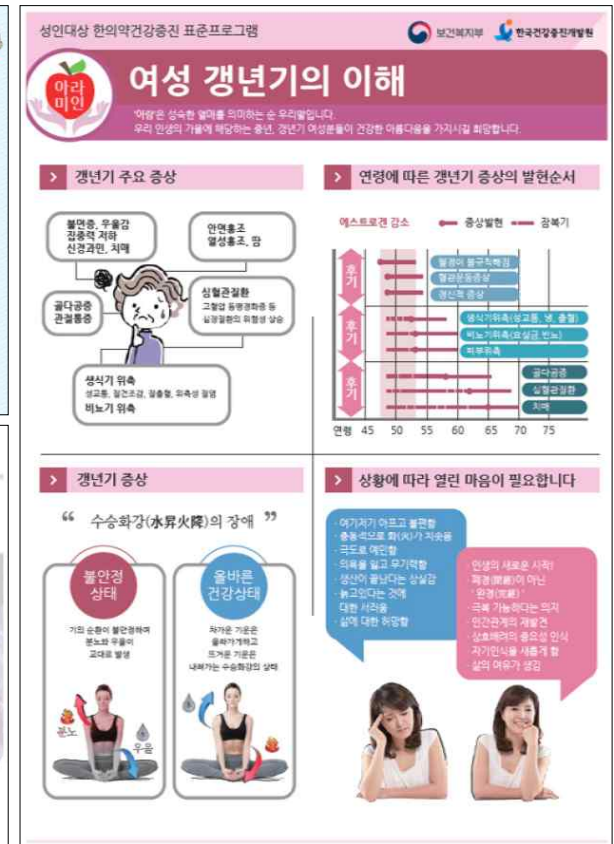 성인대상 한의약건강증진 표준프로그램
보건복지부
한국건강증진개발원
아라
미인
여성 갱년기의 이해
'아람'은 성숙한 열매를 의미하는 순 우리말입니다.
우리 인생의 가을에 해당하는 중년, 갱년기 여성분들이 건강한 아름다움을 가지시길 희망합니다.
갱년기 주요 증상
불면증, 우울감
집중력 저하
신경과민, 치매
안면홍조
열성홍조, 땀
골다공증
관절통증
심혈관질환
고혈압 동맥경화증 등
심장질환의 위험성 상승
생식기 위축
성교통, 질건조감, 질출혈, 위축성 질염
비뇨기 위축
연령에 따른 갱년기 증상의 발현순서
에스트로겐 감소
증상발현
잠복기
후기
월경이 불규칙해짐
혈관운동증상
정신적 증상
후기
생식기위축(성교통, 냉, 출혈)
비뇨기위축(요실금,빈뇨)
피부위축
후기
골다공증
심혈관질환
치매
연령 45 50 55 60 65 70 75
갱년기 증상
“ 수승화강(水昇火降)의 장애 ”
불안정
상태
기의 순환이 불안정하여
분노와 우울이
교대로 발생
분노
우울
올바른
건강상태
차가운 기운은
올라가게하고
뜨거운 기운은
내려가는 수승화강의 상태
상황에 따라 열린 마음이 필요합니다
· 여기저기 아프고 불편함
· 충동적으로 화(火)가 치솟음
· 극도로 예민함
· 의욕을 잃고 무기력함
· 생산이 끝났다는 상실감
· 늙고있다는 것에
대한 서러움
· 삶에 대한 허망함
· 인생의 새로운 시작!
· 폐경(閉經)이 아닌
' 완경(完經) '
· 극복 가능하다는 의지
· 인간관계의 재발견
· 상호배려의 중요성 인식
· 자기인식을 새롭게 함
· 삶의 여유가 생김